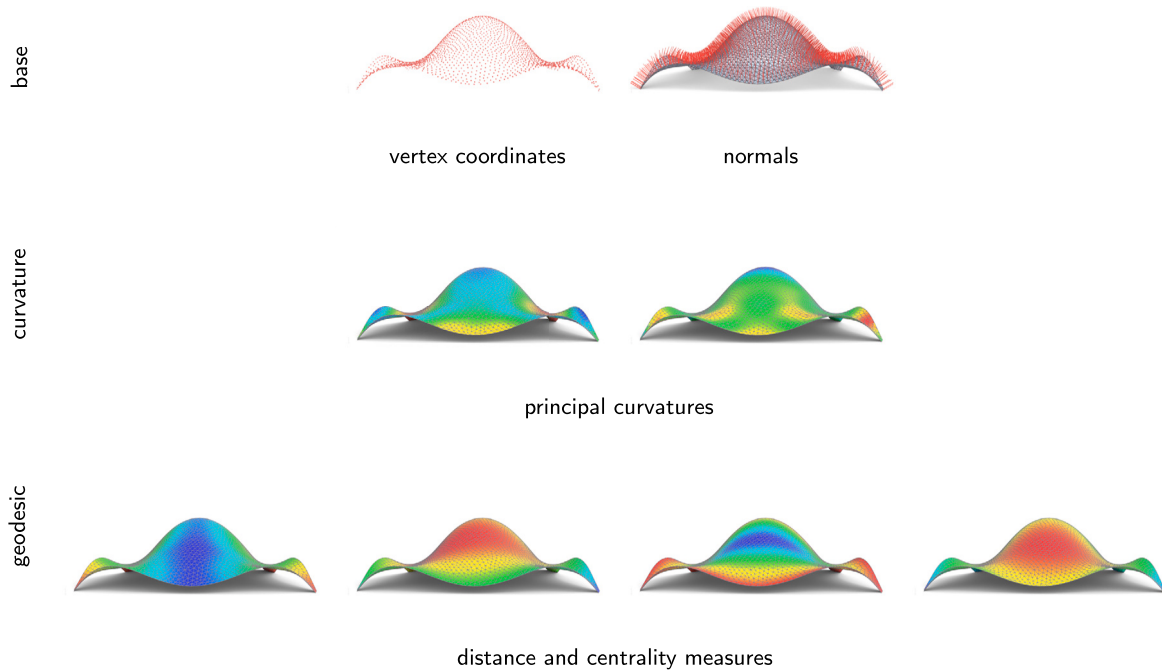 base
vertex coordinates
normals
curvature
principal curvatures
geodesic
distance and centrality measures